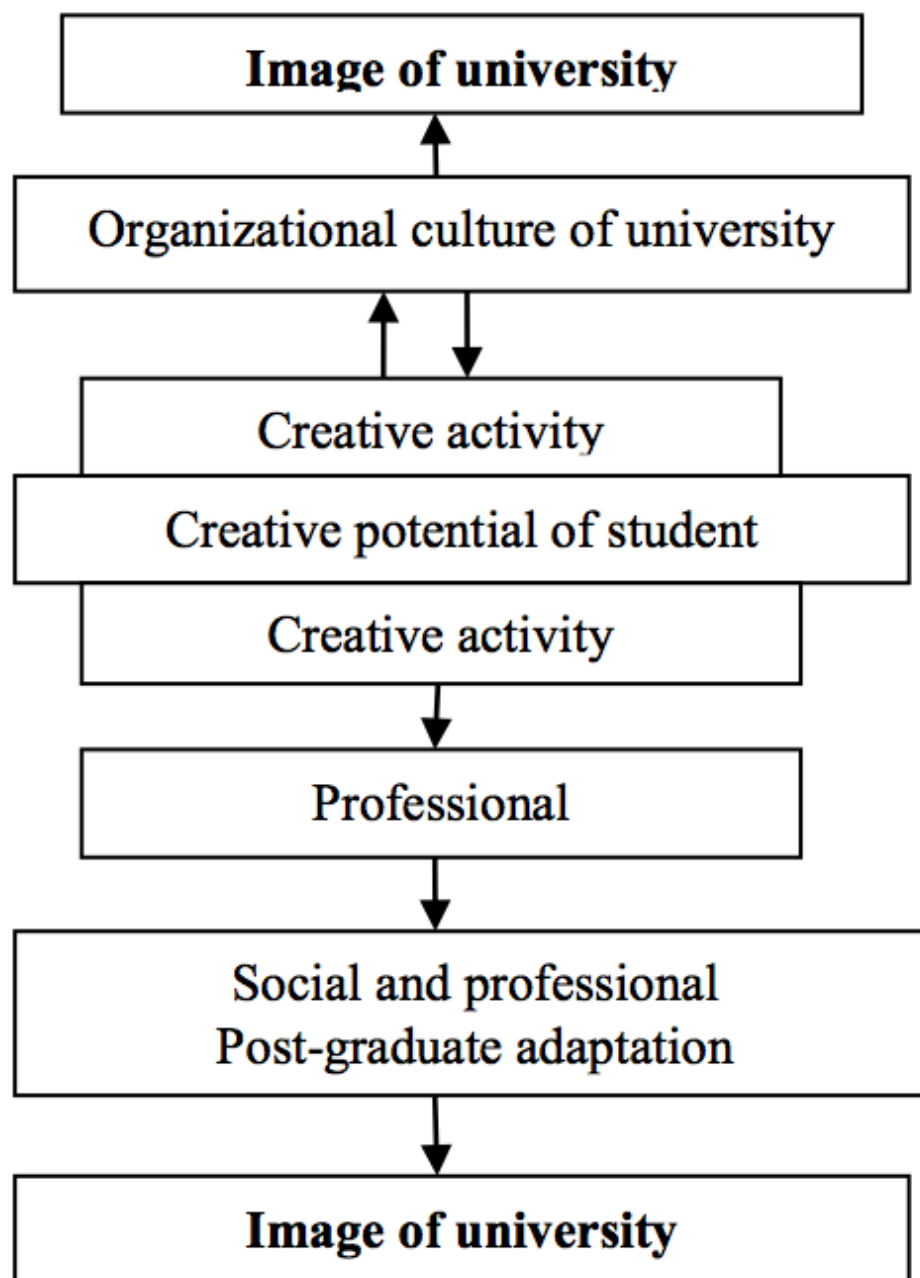 Image of university
Organizational culture of university
Creative activity
Creative potential of student
Creative activity
Professional
Social and professional
Post-graduate adaptation
Image of university